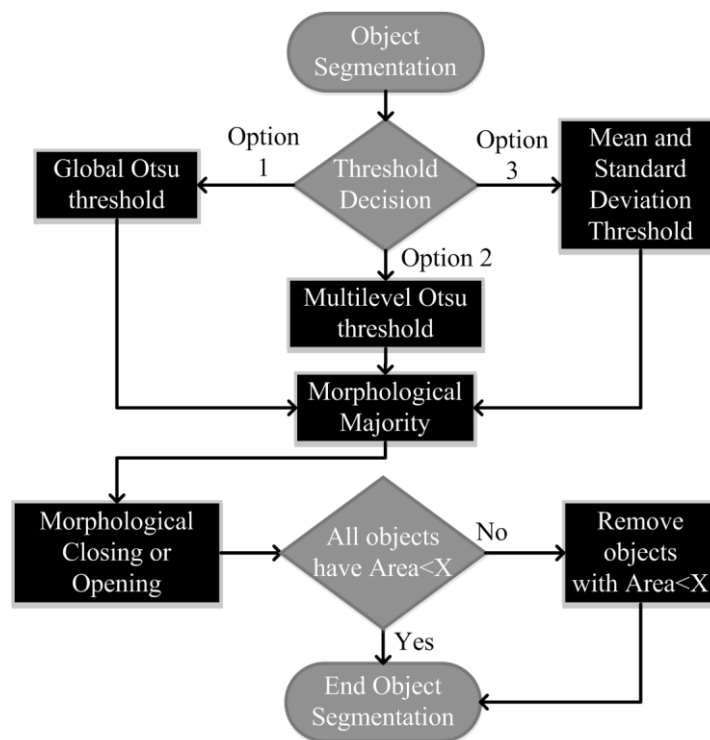 Object
Segmentation
Option
1
Threshold
Decision
Option
3
Global Otsu
threshold
Mean and
Standard
Deviation
Threshold
Option 2
Multilevel Otsu
threshold
Morphological
Majority
Morphological
Closing or
Opening
All objects
have Area<X
No
Remove
objects
with Area<X
Yes
End Object
Segmentation